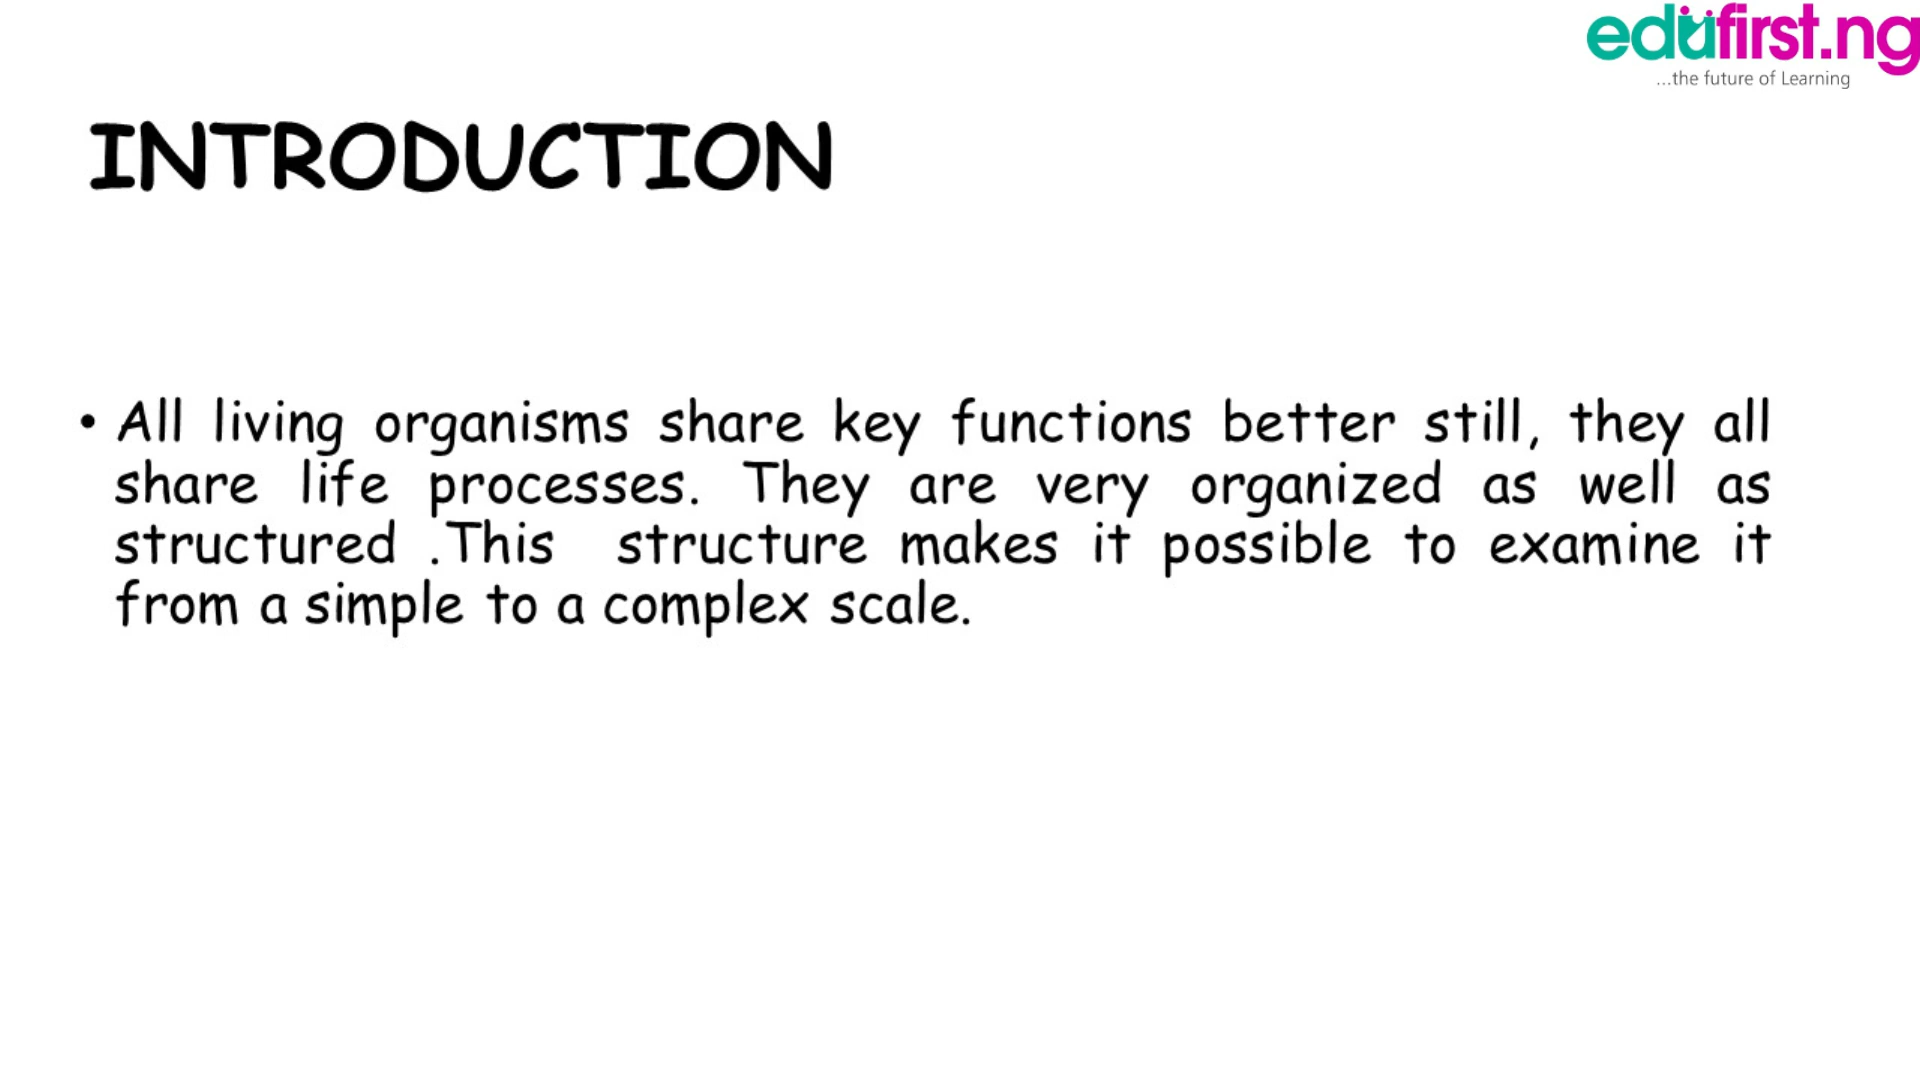 edufirst.ng
...the future of Learning
INTRODUCTION
• All living organisms share key functions better still, they all
share life processes. They are very organized as well as
structured .This structure makes it possible to examine it
from a simple to a complex scale.